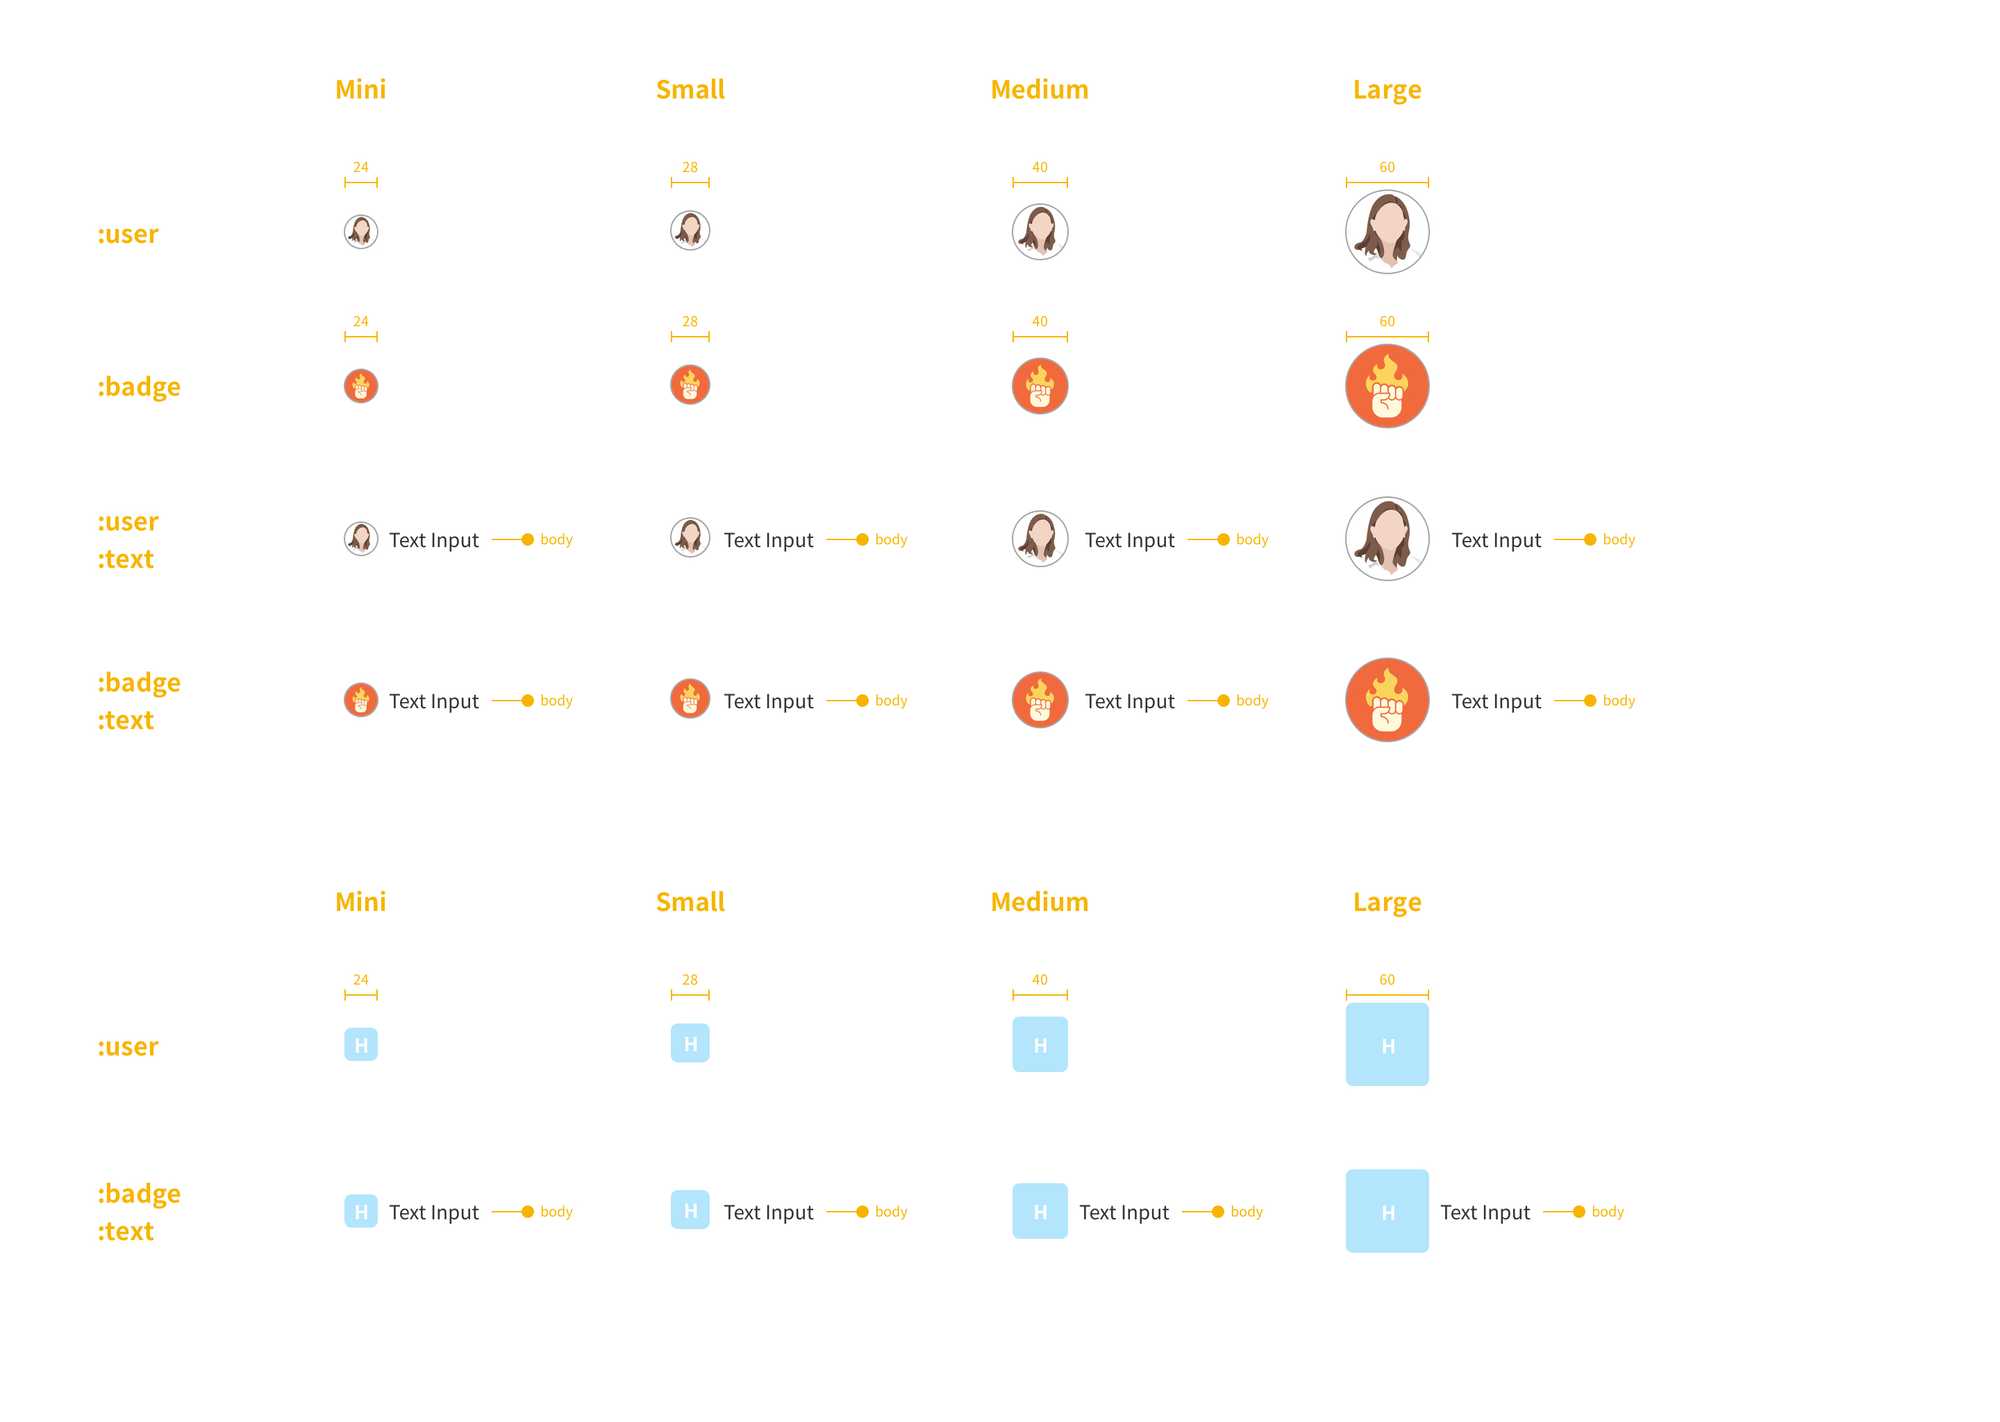 Mini Small Medium Large
24 28 40 60
:user
24 28 40 60
:badge
:user
:text
Text Input body Text Input body Text Input body Text Input body
:badge
:text
Text Input body Text Input body Text Input body Text Input body
Mini Small Medium Large
24 28 40 60
:user
H H H H
:badge
:text
H Text Input body H Text Input body H Text Input body H Text Input body